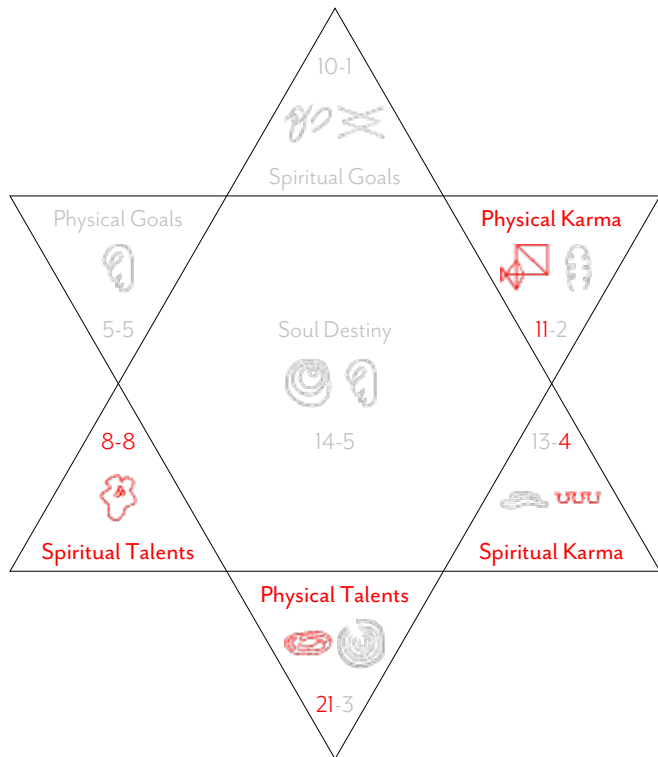 10-1
Spiritual Goals
Physical Goals
5-5
Physical Karma
11-2
Soul Destiny
14-5
8-8
Spiritual Talents
13-4
Spiritual Karma
Physical Talents
21-3